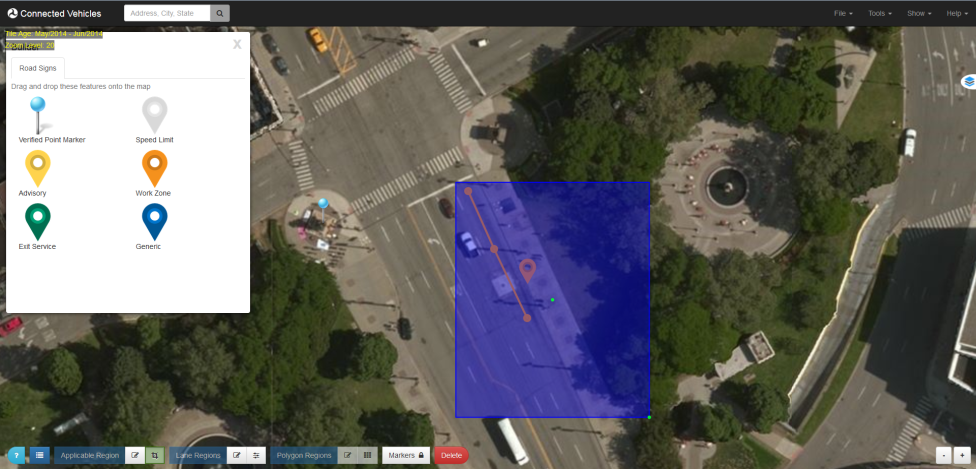 Connected Vehicles
Address, City, State
File
Tools
Show
Help
Tile Age: May/2014 - Jun/2014
Zoom Level: 20
X
Road Signs
Drag and drop these features onto the map
Verified Point Marker
Speed Limit
Advisory
Work Zone
Exit Service
Generic
?
Applicable Region
Lane Regions
Polygon Regions
Markers
Delete
-
+